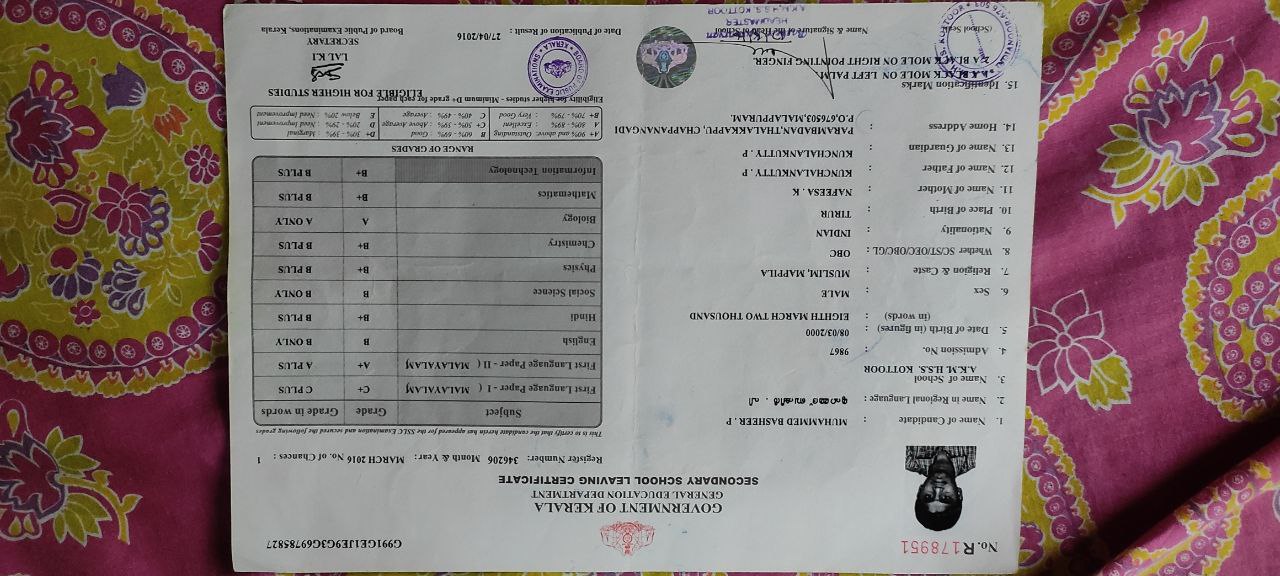 No. R 178951
G991GE1JE9G3G69785827
GOVERNMENT OF KERALA
GENERAL EDUCATION DEPARTMENT
SECONDARY SCHOOL LEAVING CERTIFICATE
Register Number: 346206 Month & Year: MARCH 2016 No. of Chances : 1
This is to certify that the candidate herein has appeared for the SSLC Examination and secured the following grades
1. Name of Candidate : MUHAMMED BASHEER . P
2. Name in Regional Language : മുഹമ്മദ് ബഷീർ . പി
3. Name of School
A.K.M. H.S.S. KOTTOOR
4. Admission No. : 9867
5. Date of Birth (in figures) : 08/03/2000
(in words) : EIGHTH MARCH TWO THOUSAND
6. Sex : MALE
7. Religion & Caste : MUSLIM, MAPPILA
8. Whether SC/ST/OEC/OBC/GL : OBC
9. Nationality : INDIAN
10. Place of Birth : TIRUR
11. Name of Mother : NAFEESA . K
12. Name of Father : KUNCHALANKUTTY . P
13. Name of Guardian : KUNCHALANKUTTY . P
14. Home Address : PARAMBADAN,THALAKKAPPU, CHAPPANANGADI
P.O,676503,MALAPPURAM.
15. Identification Marks
1. A BLACK MOLE ON LEFT PALM
2. A BLACK MOLE ON RIGHT POINTING FINGER.
(School Seal)
Name & Signature of the Head of School
HEADMASTER
A.K.M.H.S.S. KOTTOOR
Subject Grade Grade in words
First Language Paper - I ( MALAYALAM) C+ C PLUS
First Language Paper - II ( MALAYALAM) A+ A PLUS
English B B ONLY
Hindi B+ B PLUS
Social Science B B ONLY
Physics B+ B PLUS
Chemistry B+ B PLUS
Biology A A ONLY
Mathematics B+ B PLUS
Information Technology B+ B PLUS
RANGE OF GRADES
A+ 90% and above: Outstanding B 60% - 69% : Good D+ 30% - 39% : Marginal
A 80% - 89% : Excellent C+ 50% - 59% : Above Average D 20% - 29% : Need Improvement
B+ 70% - 79% : Very Good C 40% - 49% : Average E Below 20% : Need Improvement
Eligibility for higher studies - Minimum D+ grade for each paper
ELIGIBLE FOR HIGHER STUDIES
BOARD OF PUBLIC EXAMINATIONS KERALA
LAL K I
SECRETARY
Date of Publication of Result : 27/04/2016
Board of Public Examinations, Kerala